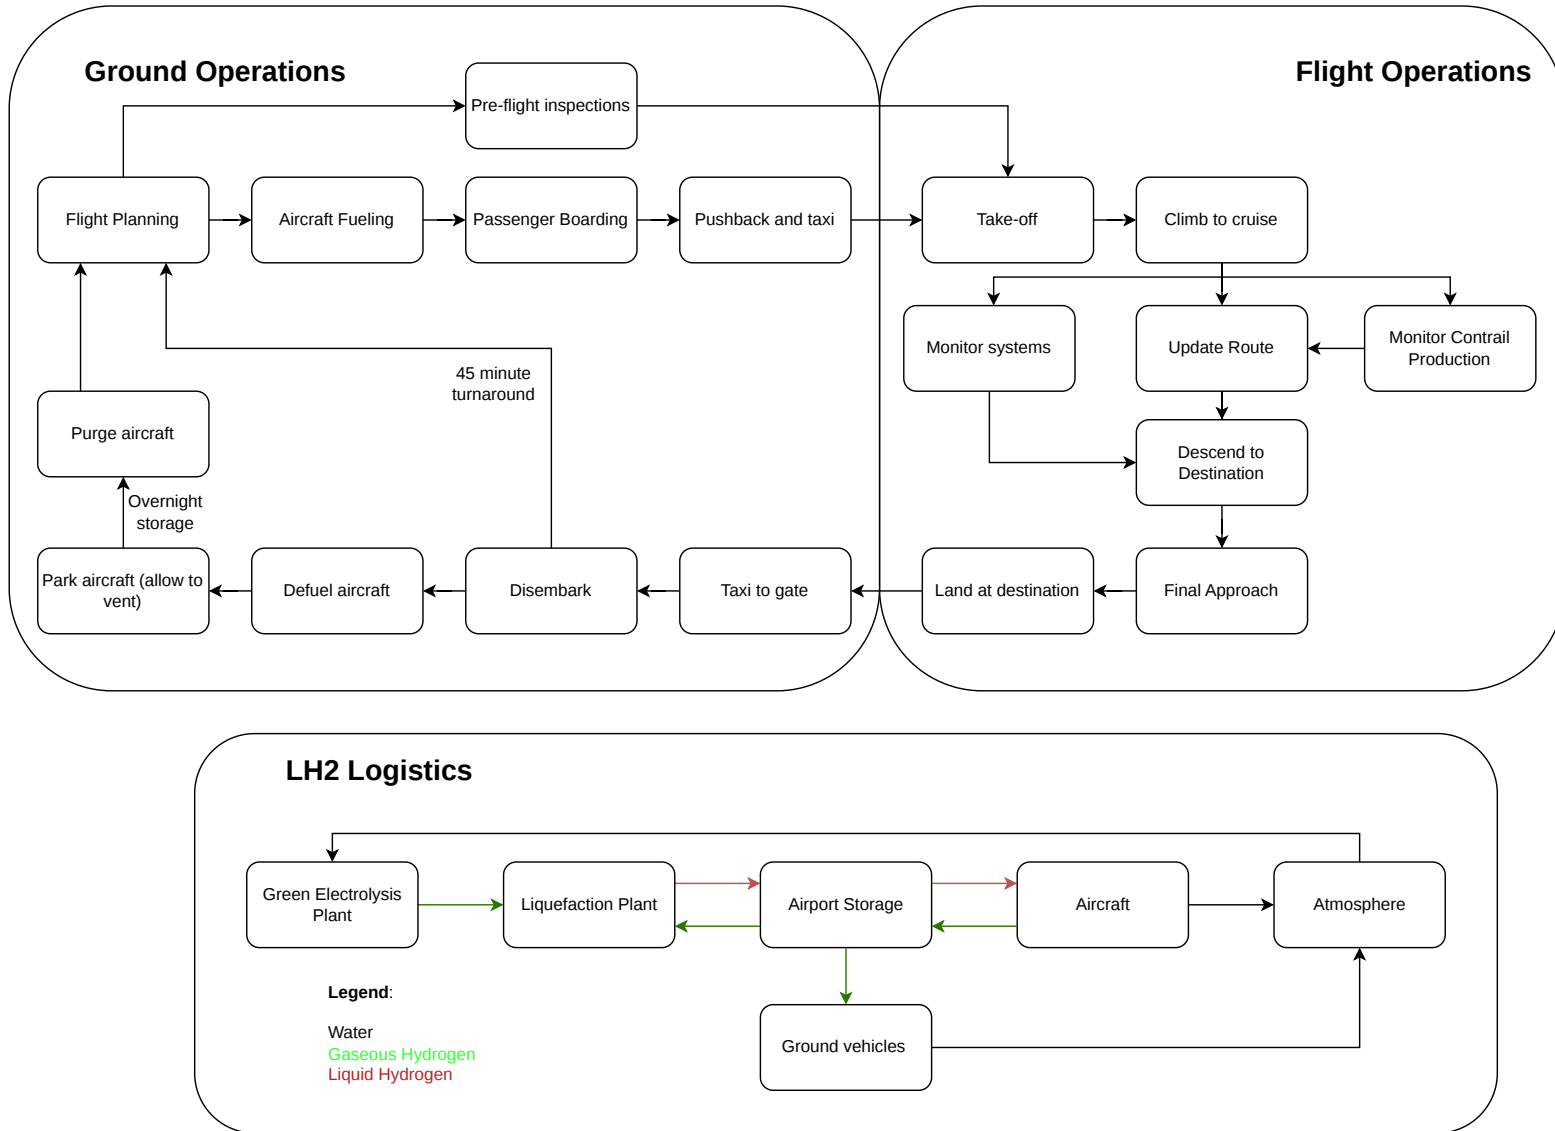 Ground Operations
Flight Operations
Pre-flight inspections
Flight Planning
Aircraft Fueling
Passenger Boarding
Pushback and taxi
Take-off
Climb to cruise
Monitor systems
Update Route
Monitor Contrail
Production
45 minute
turnaround
Purge aircraft
Descend to
Destination
Overnight
storage
Park aircraft (allow to
vent)
Defuel aircraft
Disembark
Taxi to gate
Land at destination
Final Approach
LH2 Logistics
Green Electrolysis
Plant
Liquefaction Plant
Airport Storage
Aircraft
Atmosphere
Legend:
Water
Gaseous Hydrogen
Liquid Hydrogen
Ground vehicles